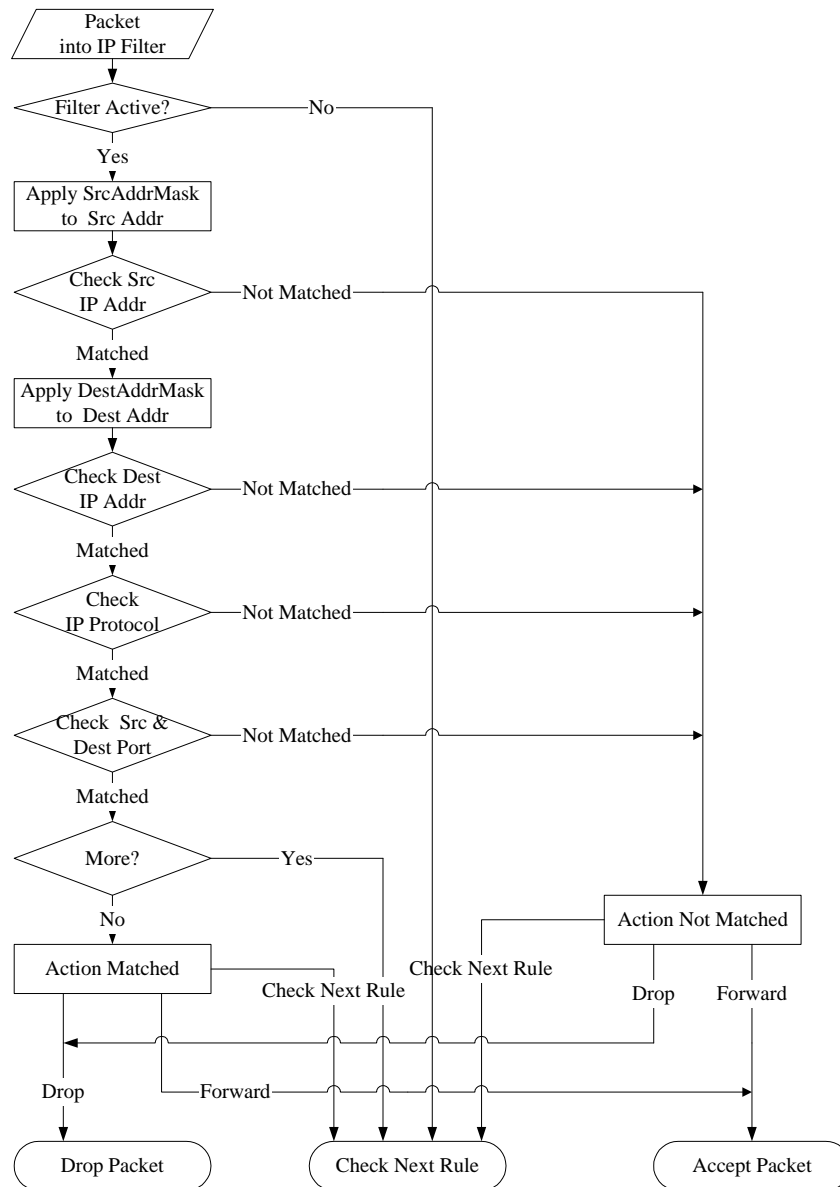 Packet
into IP Filter
Filter Active?
No
Yes
Apply SrcAddrMask
to Src Addr
Check Src
IP Addr
Not Matched
Matched
Apply DestAddrMask
to Dest Addr
Check Dest
IP Addr
Not Matched
Matched
Check
IP Protocol
Not Matched
Matched
Check Src &
Dest Port
Not Matched
Matched
More?
Yes
No
Action Not Matched
Action Matched
Check Next Rule
Check Next Rule
Drop
Forward
Drop
Forward
Drop Packet
Check Next Rule
Accept Packet